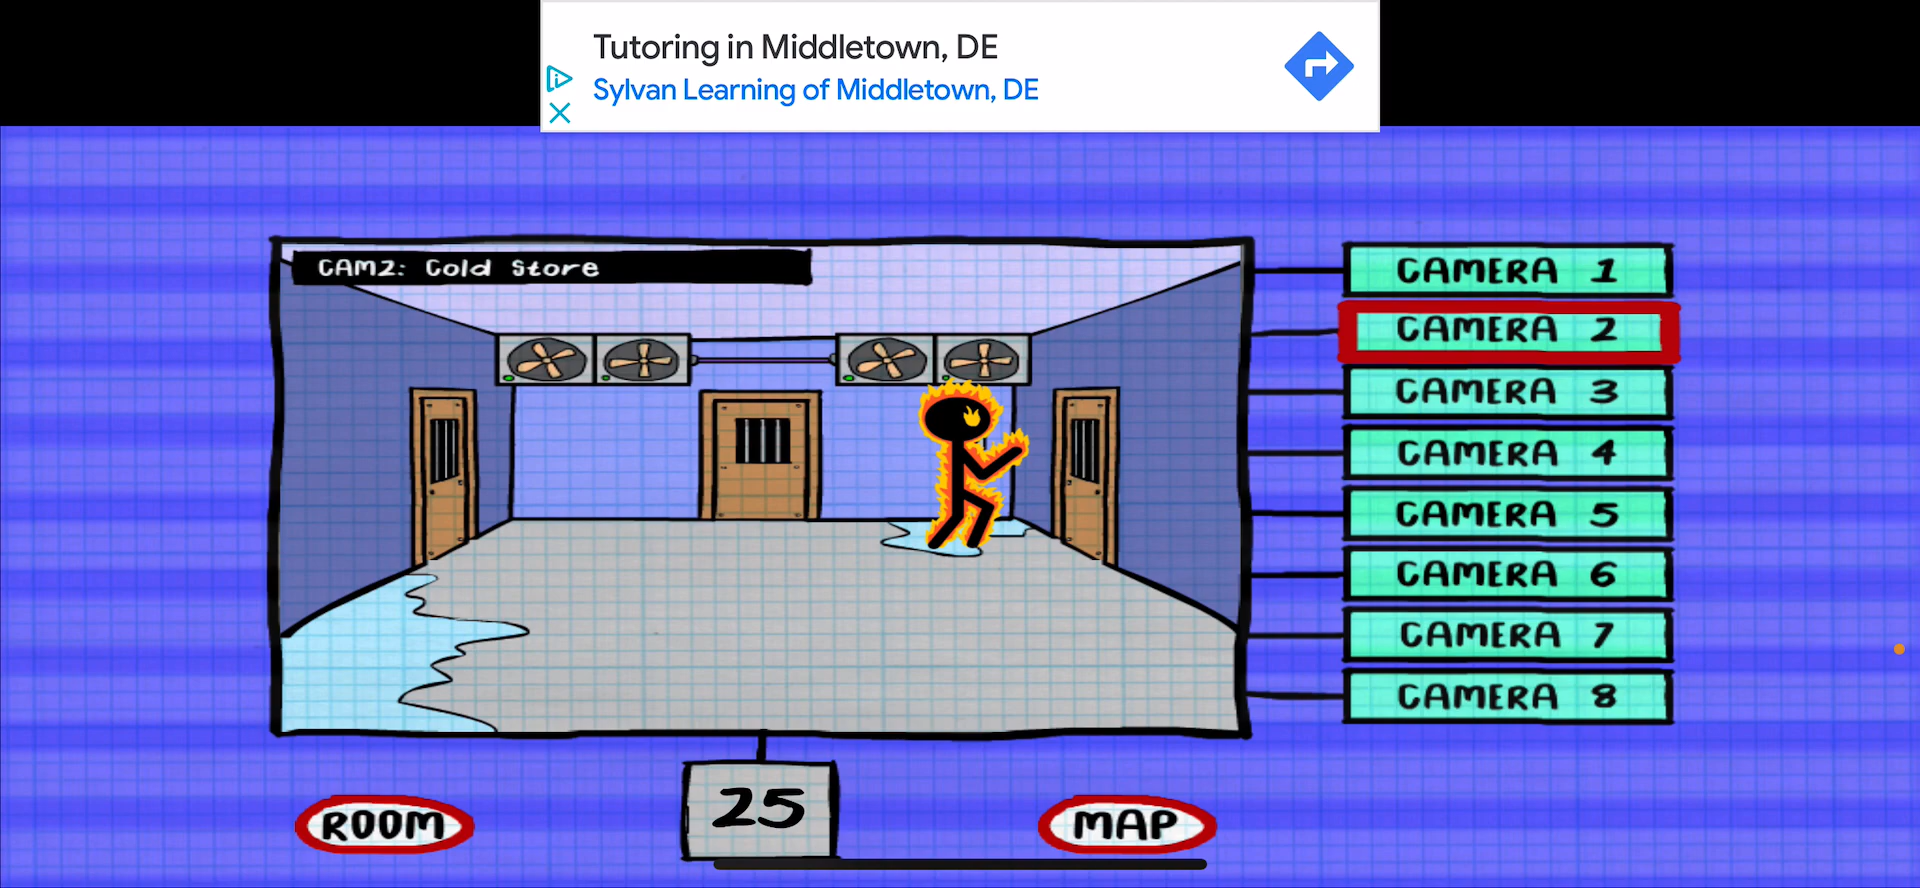 Tutoring in Middletown, DE
Sylvan Learning of Middletown, DE
CAM2: Cold Store
CAMERA 1
CAMERA 2
CAMERA 3
CAMERA 4
CAMERA 5
CAMERA 6
CAMERA 7
CAMERA 8
ROOM
25
MAP